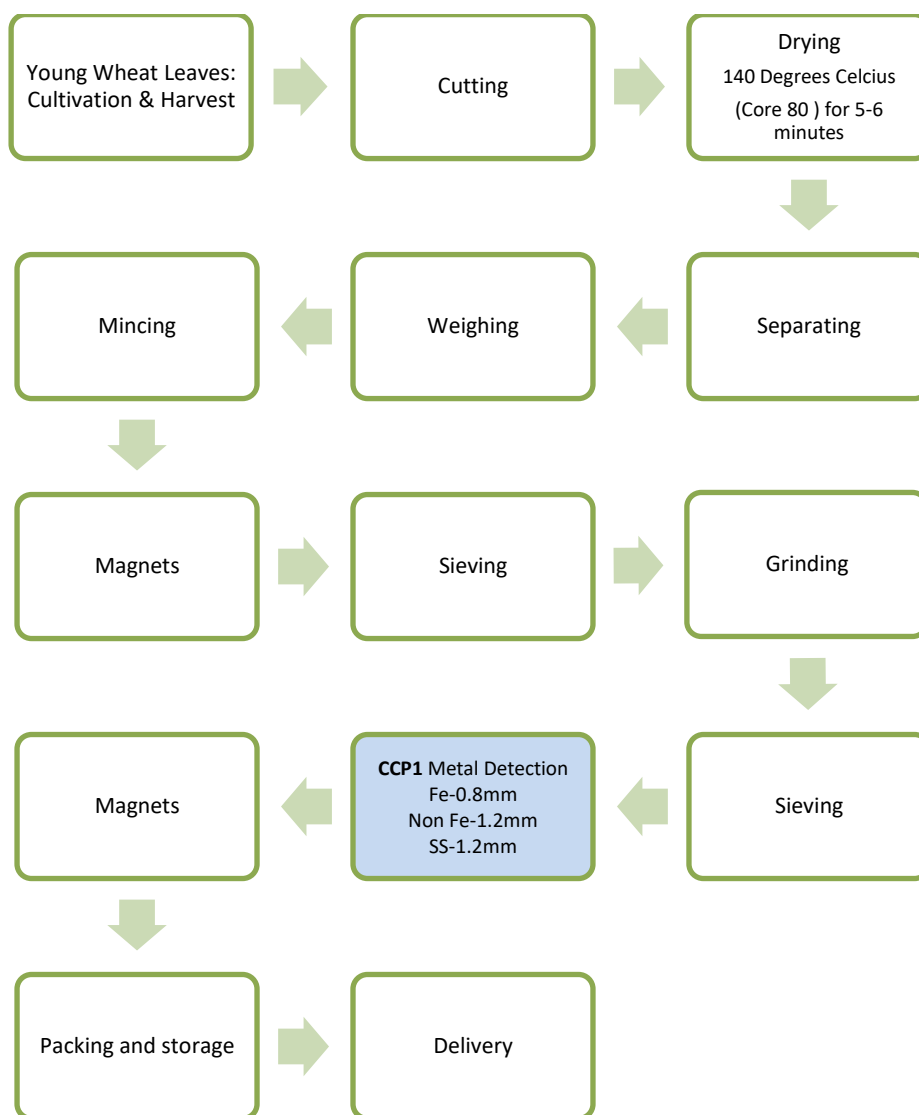 Young Wheat Leaves:
Cultivation & Harvest
Cutting
Drying
140 Degrees Celcius
(Core 80 ) for 5-6
minutes
Separating
Weighing
Mincing
Magnets
Sieving
Grinding
Sieving
CCP1 Metal Detection
Fe-0.8mm
Non Fe-1.2mm
SS-1.2mm
Magnets
Packing and storage
Delivery